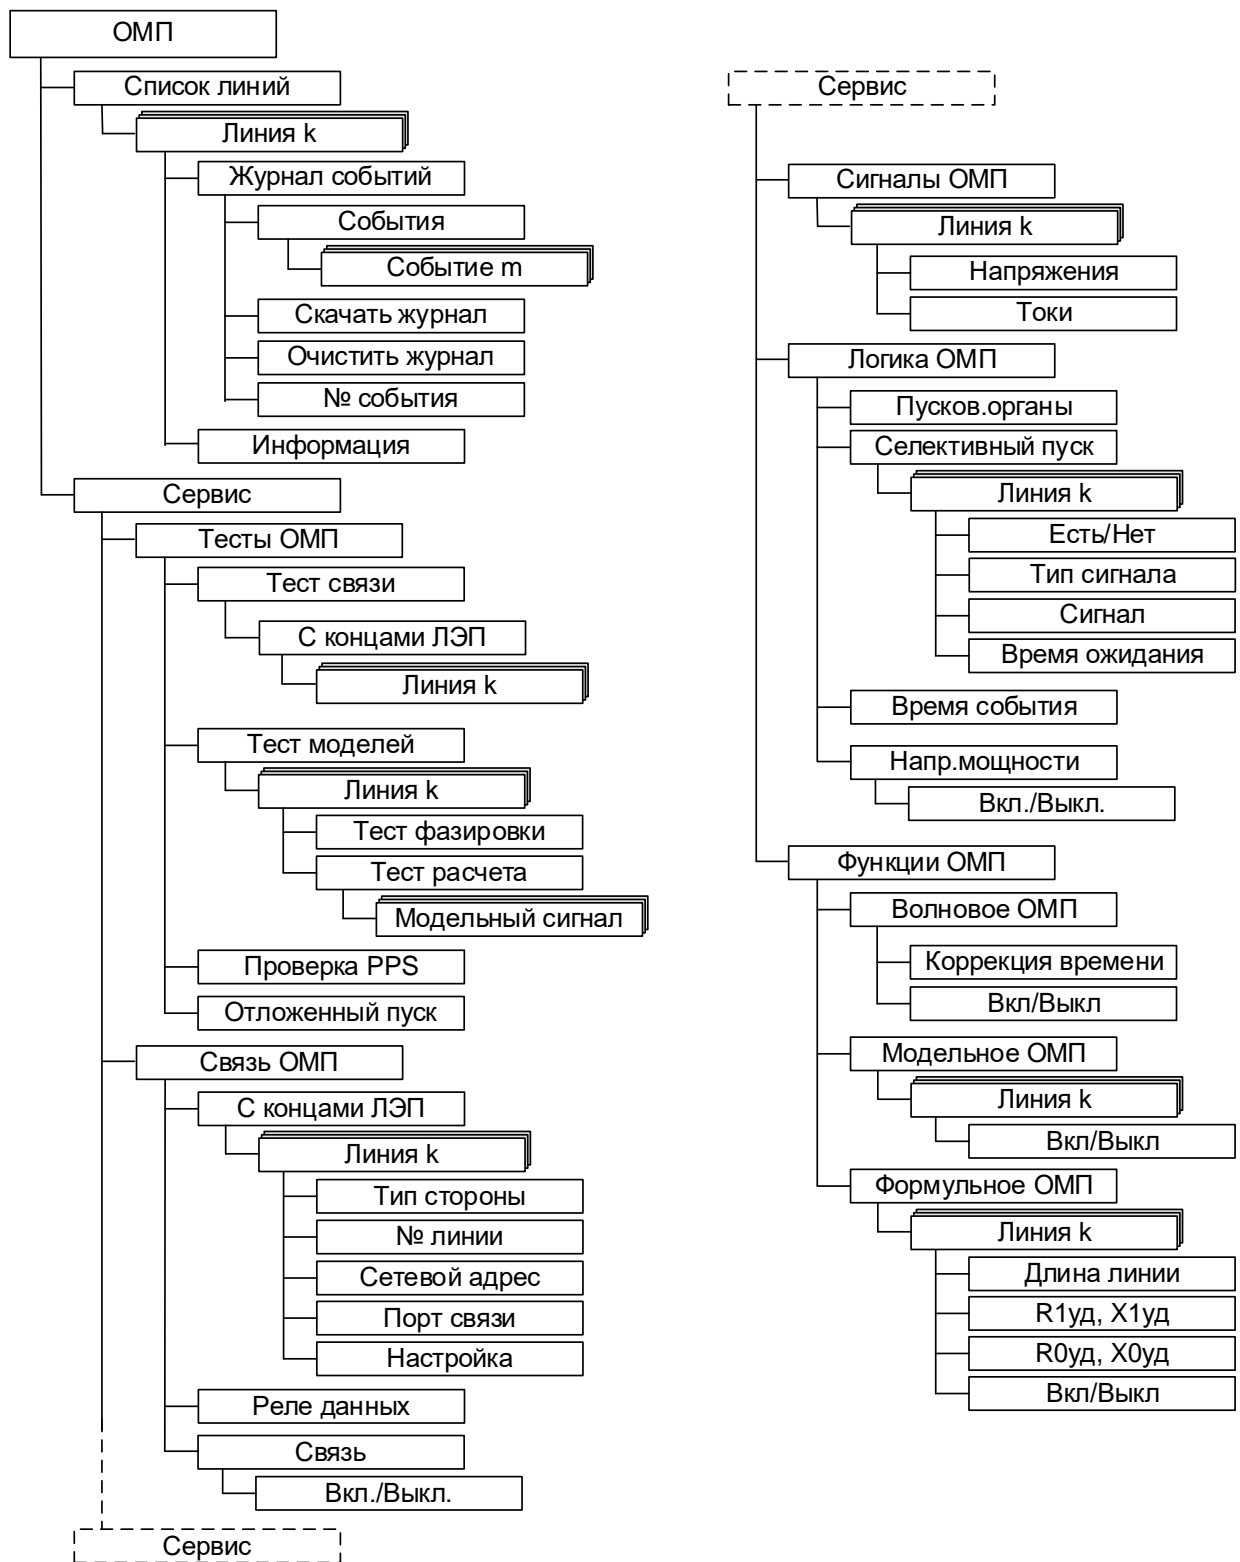 ОМП
Список линий
Линия k
Журнал событий
События
Событие m
Скачать журнал
Очистить журнал
№ события
Информация
Сервис
Тесты ОМП
Тест связи
С концами ЛЭП
Линия k
Тест моделей
Линия k
Тест фазировки
Тест расчета
Модельный сигнал
Проверка PPS
Отложенный пуск
Связь ОМП
С концами ЛЭП
Линия k
Тип стороны
№ линии
Сетевой адрес
Порт связи
Настройка
Реле данных
Связь
Вкл./Выкл.
Сервис
Сервис
Сигналы ОМП
Линия k
Напряжения
Токи
Логика ОМП
Пусков.органы
Селективный пуск
Линия k
Есть/Нет
Тип сигнала
Сигнал
Время ожидания
Время события
Напр.мощности
Вкл./Выкл.
Функции ОМП
Волновое ОМП
Коррекция времени
Вкл/Выкл
Модельное ОМП
Линия k
Вкл/Выкл
Формульное ОМП
Линия k
Длина линии
R1уд, X1уд
R0уд, X0уд
Вкл/Выкл